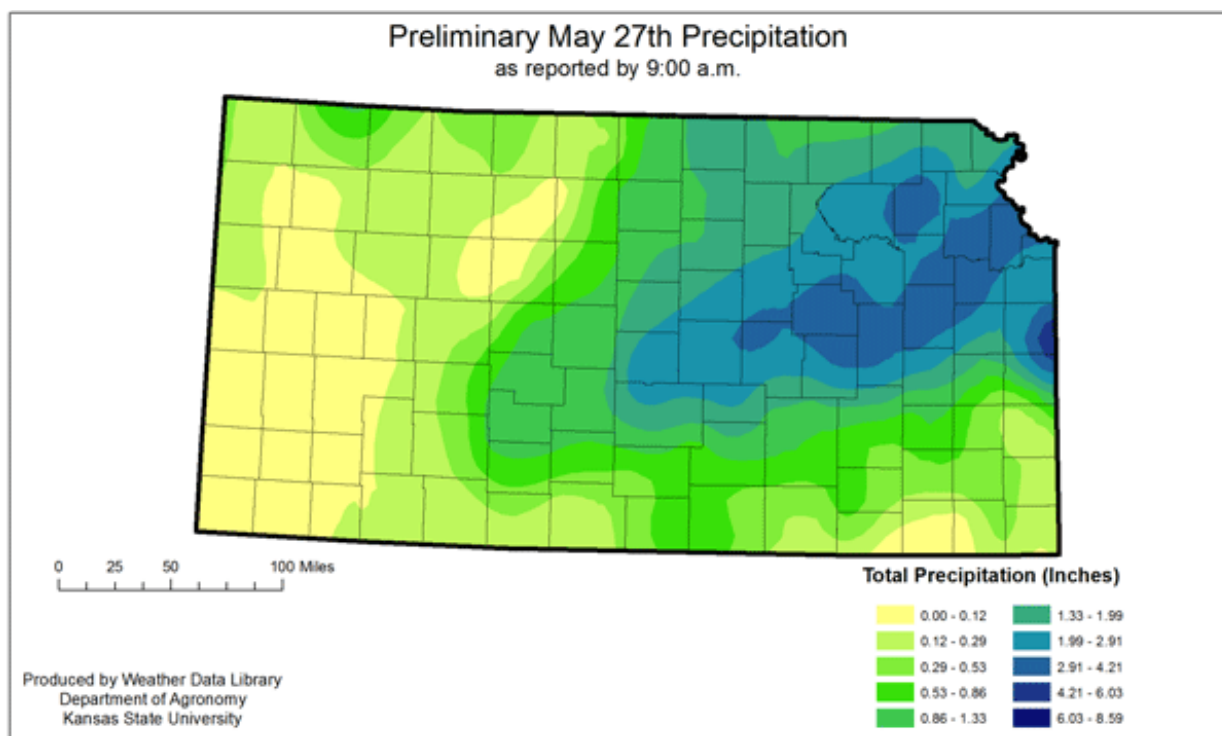 Preliminary May 27th Precipitation
as reported by 9:00 a.m.
0 25 50 100 Miles
Total Precipitation (Inches)
0.00 - 0.12 1.33 - 1.99
0.12 - 0.29 1.99 - 2.91
0.29 - 0.53 2.91 - 4.21
0.53 - 0.86 4.21 - 6.03
0.86 - 1.33 6.03 - 8.59
Produced by Weather Data Library
Department of Agronomy
Kansas State University